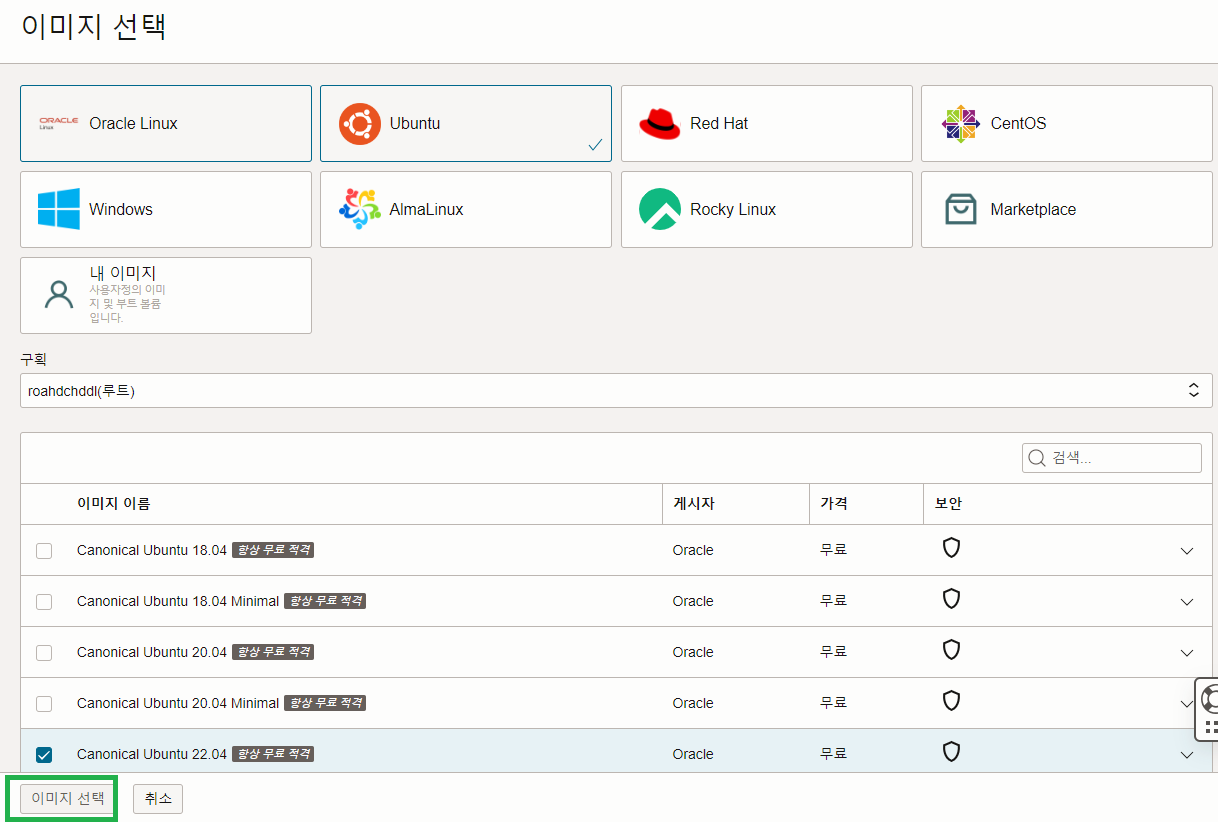 이미지 선택
ORACLE
Linux
Oracle Linux
Ubuntu
Red Hat
CentOS
Windows
AlmaLinux
Rocky Linux
Marketplace
내 이미지
사용자정의 이미
지 및 부트 볼륨
입니다.
구획
roahdchddl(루트)
검색...
이미지 이름 게시자 가격 보안
Canonical Ubuntu 18.04 항상 무료 적격 Oracle 무료
Canonical Ubuntu 18.04 Minimal 항상 무료 적격 Oracle 무료
Canonical Ubuntu 20.04 항상 무료 적격 Oracle 무료
Canonical Ubuntu 20.04 Minimal 항상 무료 적격 Oracle 무료
Canonical Ubuntu 22.04 항상 무료 적격 Oracle 무료
이미지 선택 취소